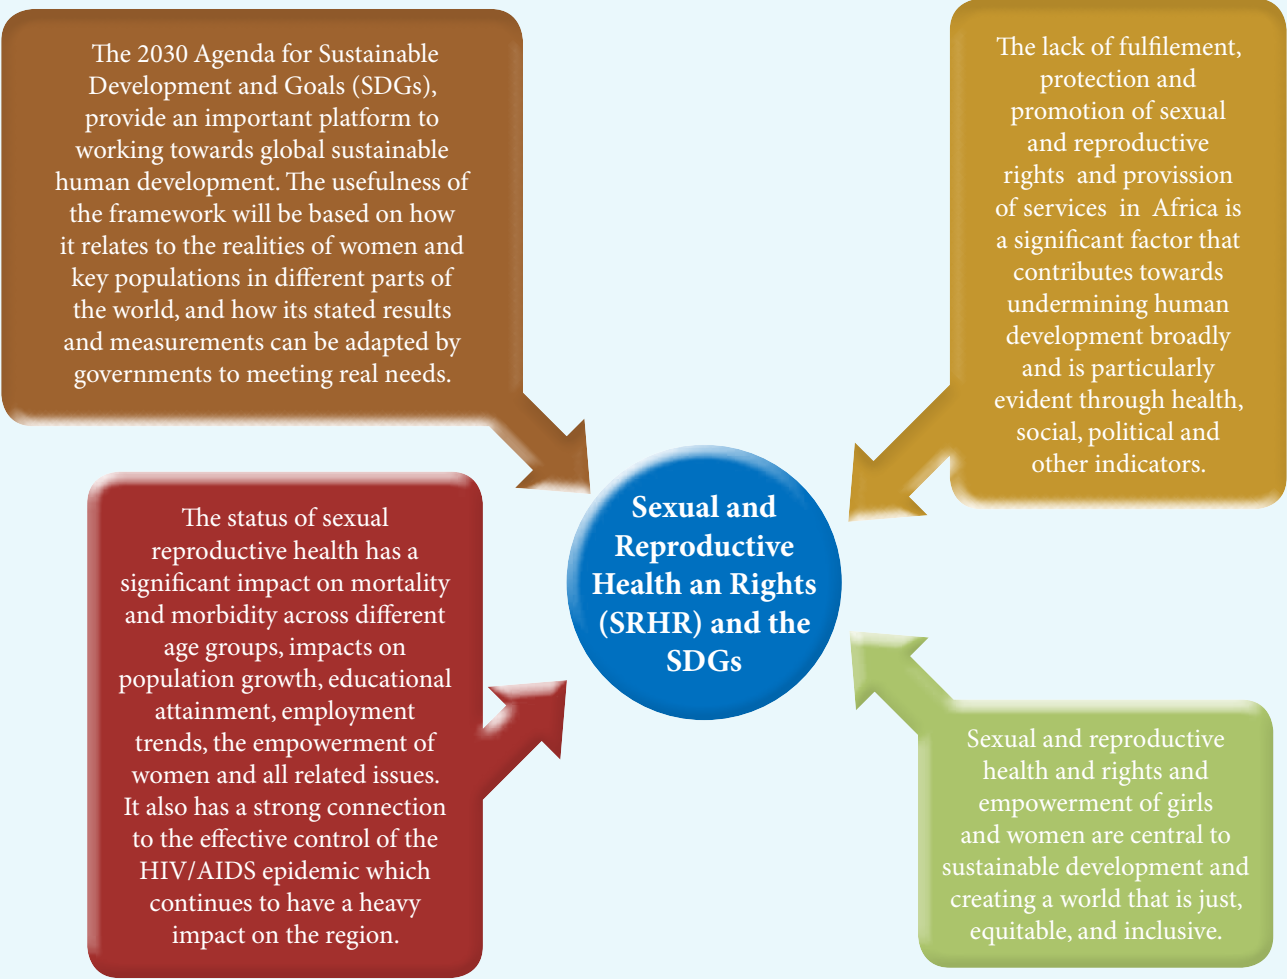 The 2030 Agenda for Sustainable
Development and Goals (SDGs),
provide an important platform to
working towards global sustainable
human development. The usefulness of
the framework will be based on how
it relates to the realities of women and
key populations in different parts of
the world, and how its stated results
and measurements can be adapted by
governments to meeting real needs.
The lack of fulfilement,
protection and
promotion of sexual
and reproductive
rights and provission
of services in Africa is
a significant factor that
contributes towards
undermining human
development broadly
and is particularly
evident through health,
social, political and
other indicators.
Sexual and
Reproductive
Health an Rights
(SRHR) and the
SDGs
The status of sexual
reproductive health has a
significant impact on mortality
and morbidity across different
age groups, impacts on
population growth, educational
attainment, employment
trends, the empowerment of
women and all related issues.
It also has a strong connection
to the effective control of the
HIV/AIDS epidemic which
continues to have a heavy
impact on the region.
Sexual and reproductive
health and rights and
empowerment of girls
and women are central to
sustainable development and
creating a world that is just,
equitable, and inclusive.